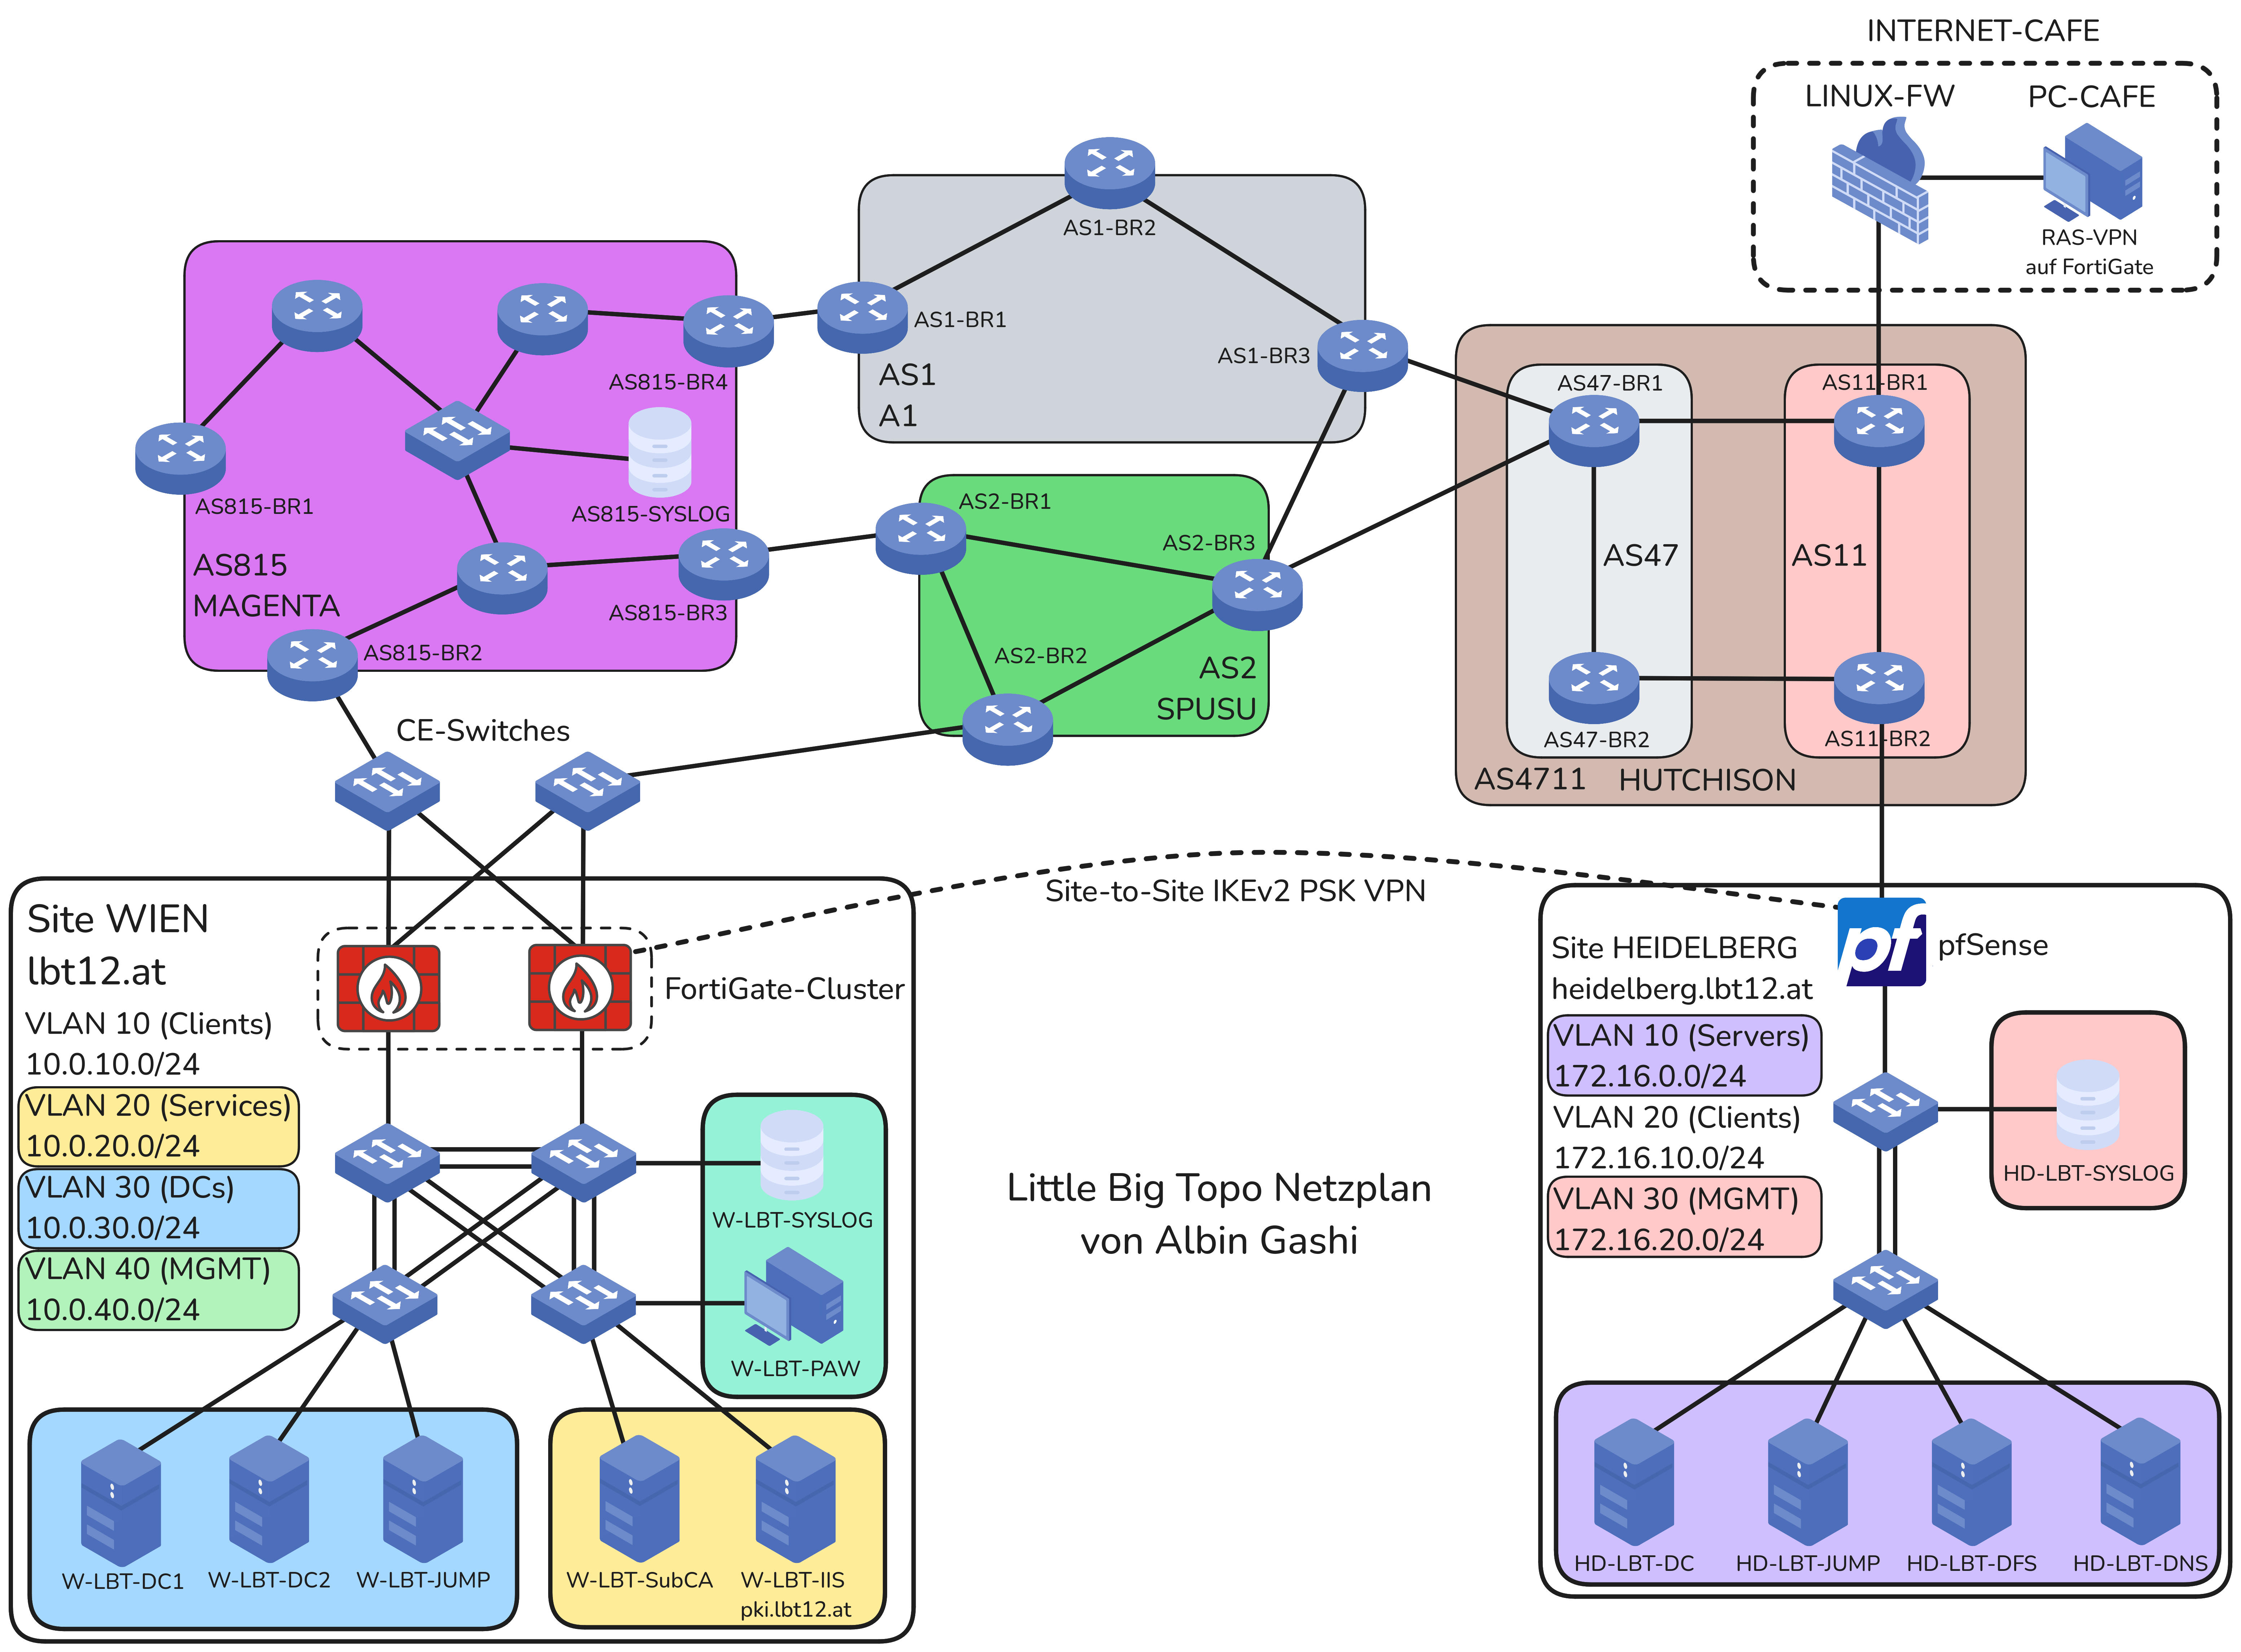 INTERNET-CAFE
LINUX-FW
PC-CAFE
RAS-VPN
auf FortiGate
AS1-BR2
AS1-BR1
AS1-BR3
AS1
A1
AS815-BR4
AS815-BR1
AS815-SYSLOG
AS815
MAGENTA
AS815-BR3
AS815-BR2
AS2-BR1
AS2-BR3
AS2-BR2
AS2
SPUSU
AS47-BR1
AS11-BR1
AS47
AS11
AS47-BR2
AS11-BR2
AS4711
HUTCHISON
CE-Switches
Site-to-Site IKEv2 PSK VPN
Site WIEN
lbt12.at
FortiGate-Cluster
VLAN 10 (Clients)
10.0.10.0/24
VLAN 20 (Services)
10.0.20.0/24
VLAN 30 (DCs)
10.0.30.0/24
VLAN 40 (MGMT)
10.0.40.0/24
W-LBT-SYSLOG
W-LBT-PAW
W-LBT-DC1
W-LBT-DC2
W-LBT-JUMP
W-LBT-SubCA
W-LBT-IIS
pki.lbt12.at
Little Big Topo Netzplan
von Albin Gashi
pf
pfSense
Site HEIDELBERG
heidelberg.lbt12.at
VLAN 10 (Servers)
172.16.0.0/24
VLAN 20 (Clients)
172.16.10.0/24
VLAN 30 (MGMT)
172.16.20.0/24
HD-LBT-SYSLOG
HD-LBT-DC
HD-LBT-JUMP
HD-LBT-DFS
HD-LBT-DNS